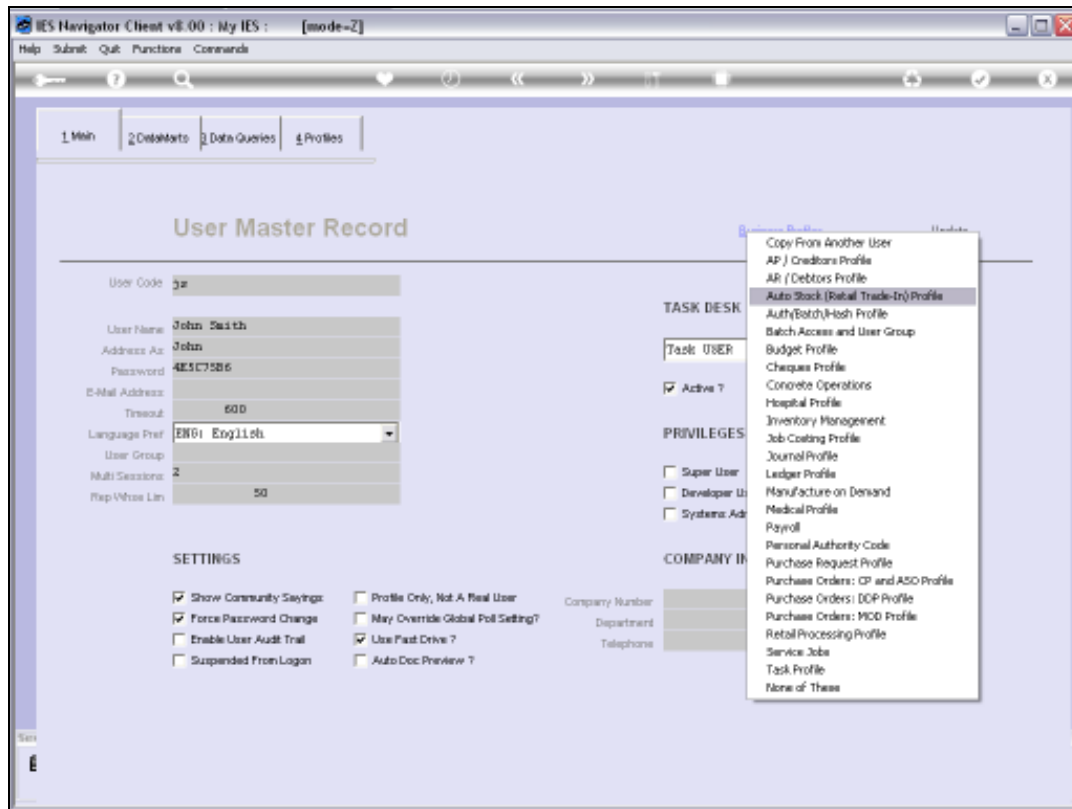 IES Navigator Client v8.00 : My IES : [mode=Z]
Help Submit Quit Functions Commands
1 Main 2 DataMarts 3 Data Queries 4 Profiles
User Master Record
Business Profiles Update
User Code
User Name John Smith
Address As John
Password
E-Mail Address
Timeout 600
Language Pref ENG: English
User Group
Multi Sessions 2
Rep Whse Lim 50
SETTINGS
Show Community Sayings Profile Only, Not A Real User
Force Password Change May Override Global Poll Setting?
Enable User Audit Trail Use Fast Drive ?
Suspended From Logon Auto Doc Preview ?
TASK DESK
Task USER
Active ?
PRIVILEGES
Super User
Developer
Systems
COMPANY
Company Number
Department
Telephone
Copy From Another User
AP / Creditors Profile
AR / Debtors Profile
Auto Stock (Retail Trade-In) Profile
Auth/Batch/Hash Profile
Batch Access and User Group
Budget Profile
Cheques Profile
Concrete Operations
Hospital Profile
Inventory Management
Job Costing Profile
Journal Profile
Ledger Profile
Manufacture on Demand
Medical Profile
Payroll
Personal Authority Code
Purchase Request Profile
Purchase Orders: CP and ASO Profile
Purchase Orders: DDP Profile
Purchase Orders: MOD Profile
Retail Processing Profile
Service Jobs
Task Profile
None of These